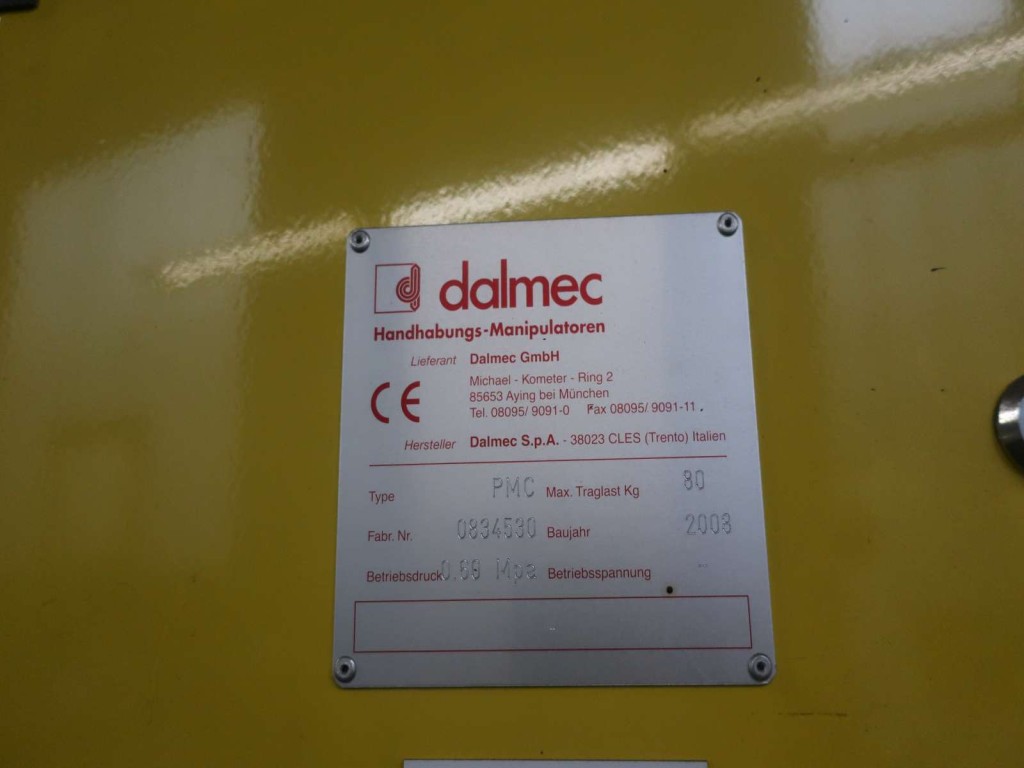 dalmec
Handhabungs-Manipulatoren
Lieferant Dalmec GmbH
Michael - Kometer - Ring 2
85653 Aying bei München
Tel. 08095/ 9091-0 Fax 08095/ 9091-11
CE
Hersteller Dalmec S.p.A. - 38023 CLES (Trento) Italien
Type PMC Max. Traglast Kg 80
Fabr. Nr. 0834530 Baujahr 2003
Betriebsdruck Mpa Betriebsspannung -